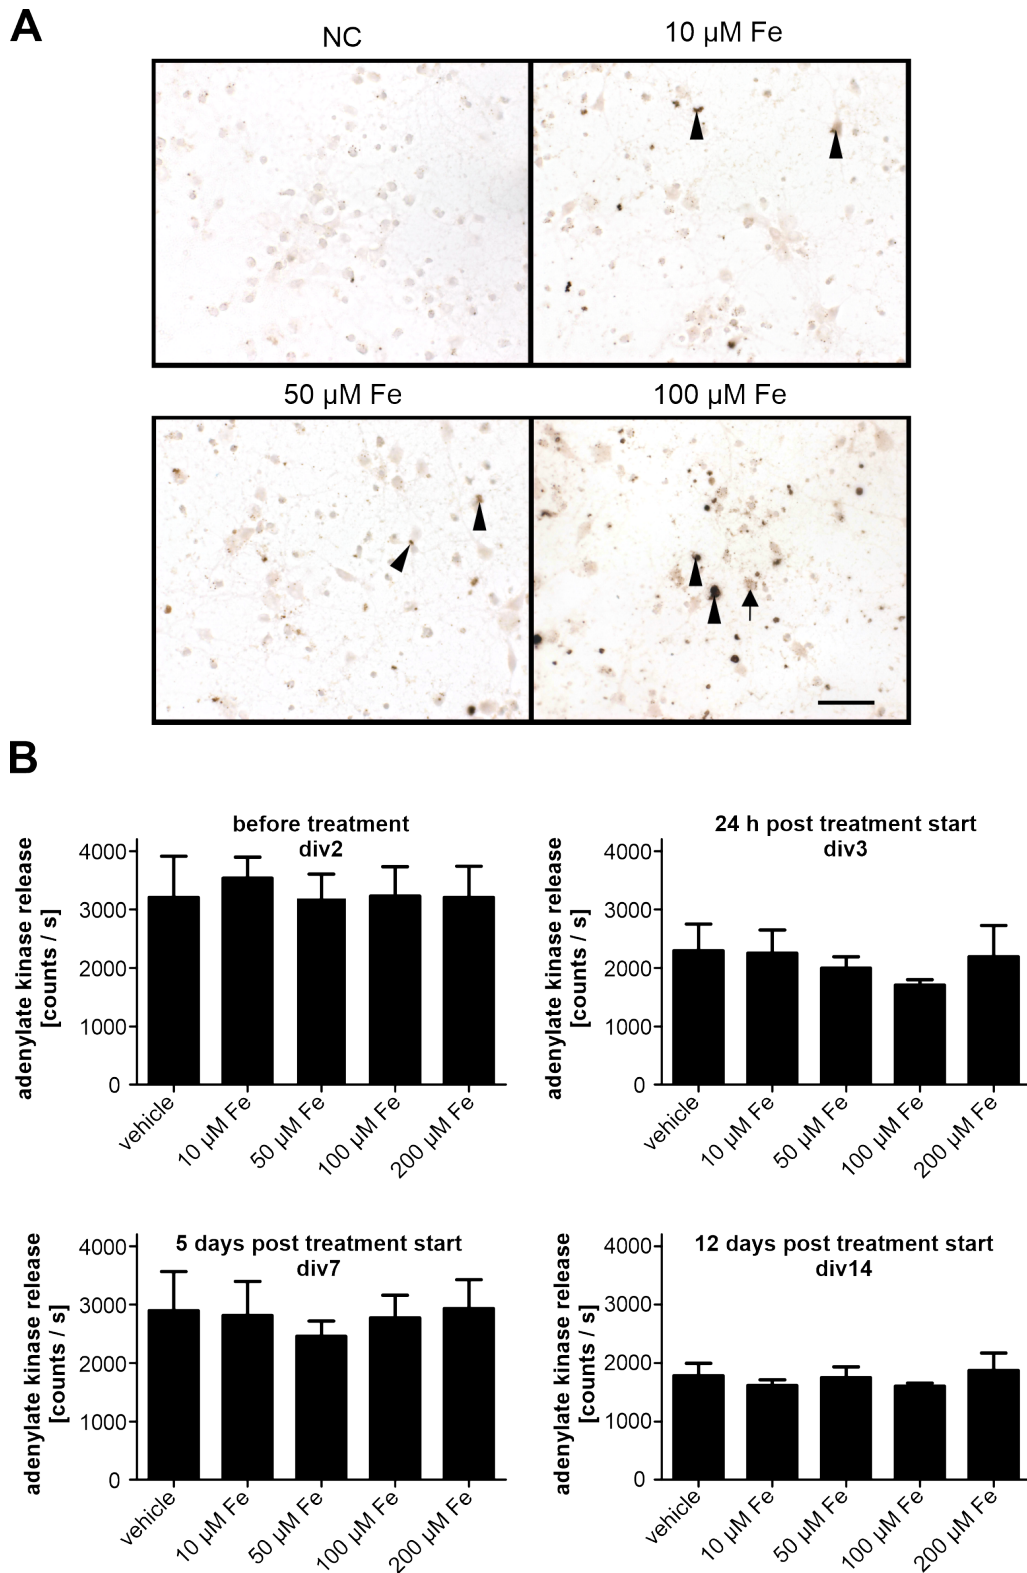 A
NC
10 µM Fe
50 µM Fe
100 µM Fe
B
before treatment
div2
adenylate kinase release
[counts / s]
4000
3000
2000
1000
0
vehicle
10 µM Fe
50 µM Fe
100 µM Fe
200 µM Fe
24 h post treatment start
div3
adenylate kinase release
[counts / s]
4000
3000
2000
1000
0
vehicle
10 µM Fe
50 µM Fe
100 µM Fe
200 µM Fe
5 days post treatment start
div7
adenylate kinase release
[counts / s]
4000
3000
2000
1000
0
vehicle
10 µM Fe
50 µM Fe
100 µM Fe
200 µM Fe
12 days post treatment start
div14
adenylate kinase release
[counts / s]
4000
3000
2000
1000
0
vehicle
10 µM Fe
50 µM Fe
100 µM Fe
200 µM Fe